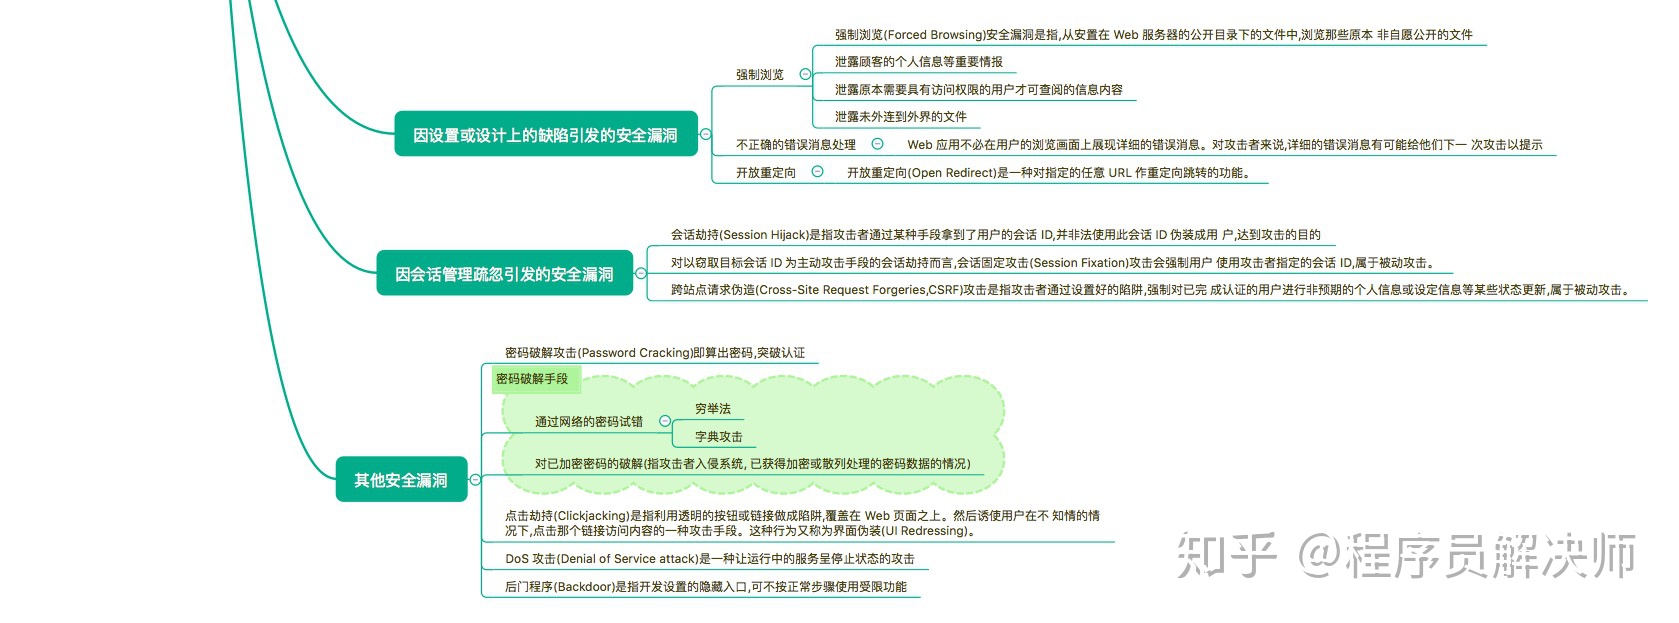 强制浏览(Forced Browsing)安全漏洞是指,从安置在 Web 服务器的公开目录下的文件中,浏览那些原本 非自愿公开的文件
泄露顾客的个人信息等重要情报
强制浏览
泄露原本需要具有访问权限的用户才可查阅的信息内容
泄露未外连到外界的文件
因设置或设计上的缺陷引发的安全漏洞
不正确的错误消息处理
Web 应用不必在用户的浏览画面上展现详细的错误消息。对攻击者来说,详细的错误消息有可能给他们下一 次攻击以提示
开放重定向
开放重定向(Open Redirect)是一种对指定的任意 URL 作重定向跳转的功能。
会话劫持(Session Hijack)是指攻击者通过某种手段拿到了用户的会话 ID,并非法使用此会话 ID 伪装成用 户,达到攻击的目的
因会话管理疏忽引发的安全漏洞
对以窃取目标会话 ID 为主动攻击手段的会话劫持而言,会话固定攻击(Session Fixation)攻击会强制用户 使用攻击者指定的会话 ID,属于被动攻击。
跨站点请求伪造(Cross-Site Request Forgeries,CSRF)攻击是指攻击者通过设置好的陷阱,强制对已完 成认证的用户进行非预期的个人信息或设定信息等某些状态更新,属于被动攻击。
密码破解攻击(Password Cracking)即算出密码,突破认证
密码破解手段
通过网络的密码试错
穷举法
字典攻击
对已加密密码的破解(指攻击者入侵系统, 已获得加密或散列处理的密码数据的情况)
其他安全漏洞
点击劫持(Clickjacking)是指利用透明的按钮或链接做成陷阱,覆盖在 Web 页面之上。然后诱使用户在不 知情的情
况下,点击那个链接访问内容的一种攻击手段。这种行为又称为界面伪装(UI Redressing)。
DoS 攻击(Denial of Service attack)是一种让运行中的服务呈停止状态的攻击
后门程序(Backdoor)是指开发设置的隐藏入口,可不按正常步骤使用受限功能
知乎 @程序员解决师